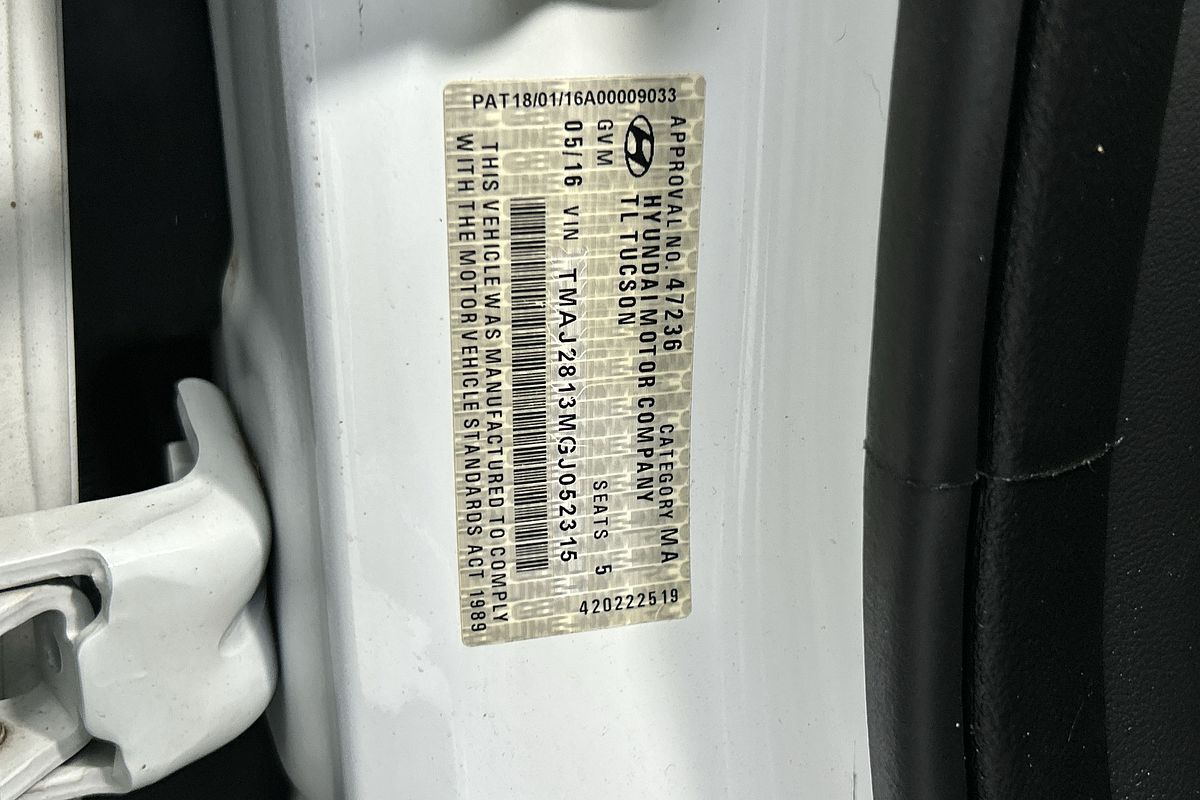 PAT18/01/16A00009033
APPROVAL NO. 47236 CATEGORY MA
HYUNDAI MOTOR COMPANY
TL TUCSON
GVM SEATS 5
05/16 VIN TMAJ2813MGJ052315
THIS VEHICLE WAS MANUFACTURED TO COMPLY
WITH THE MOTOR VEHICLE STANDARDS ACT 1989
420222519